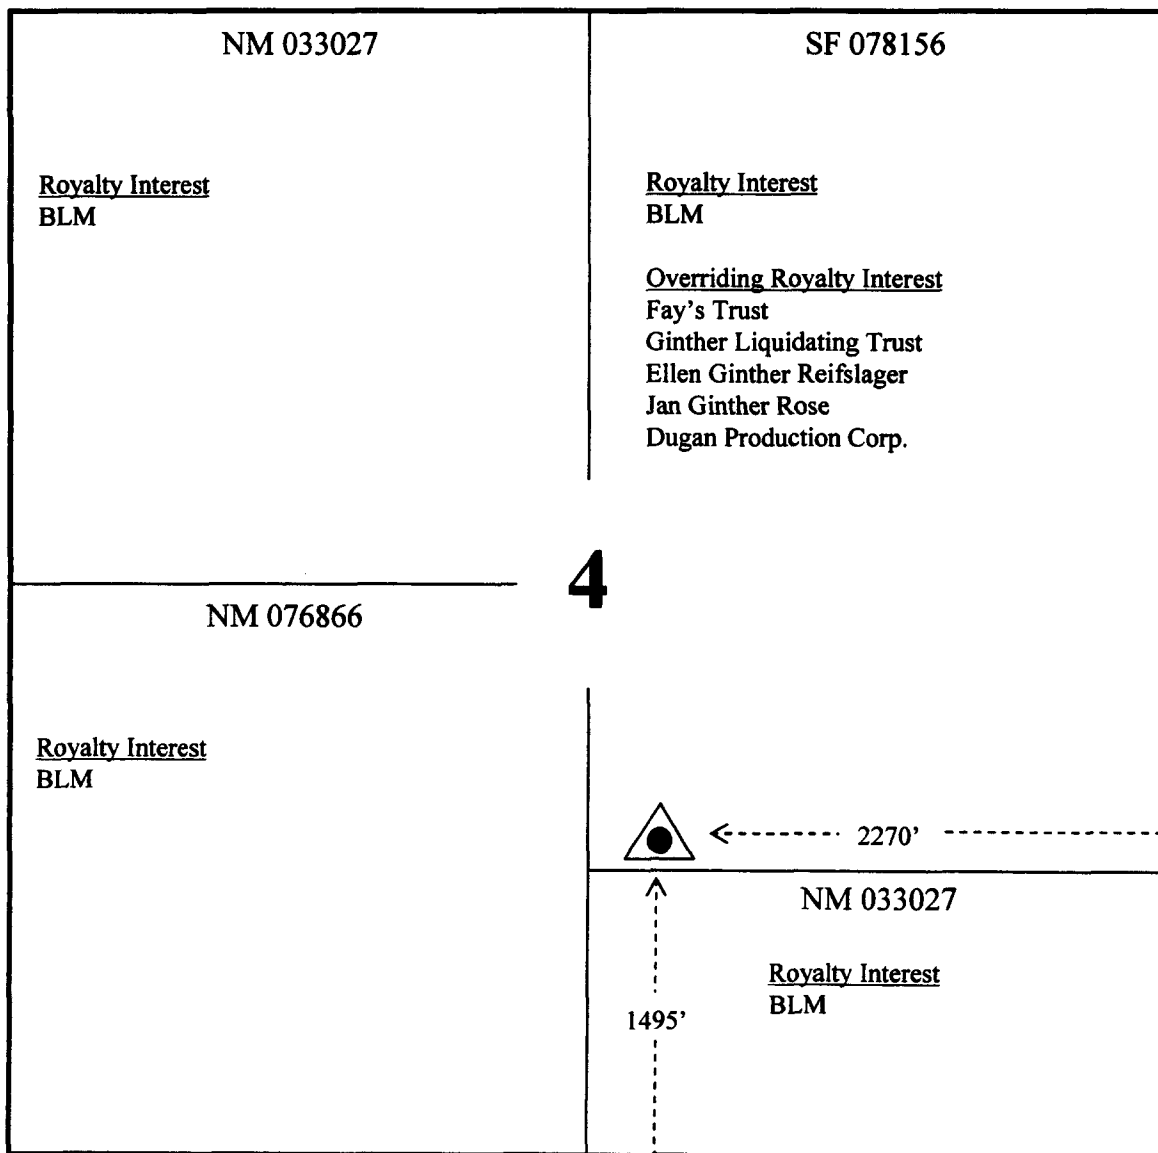 NM 033027
Royalty Interest
BLM
SF 078156
Royalty Interest
BLM
Overriding Royalty Interest
Fay's Trust
Ginther Liquidating Trust
Ellen Ginther Reifslager
Jan Ginther Rose
Dugan Production Corp.
4
NM 076866
Royalty Interest
BLM
2270'
NM 033027
Royalty Interest
BLM
1495'